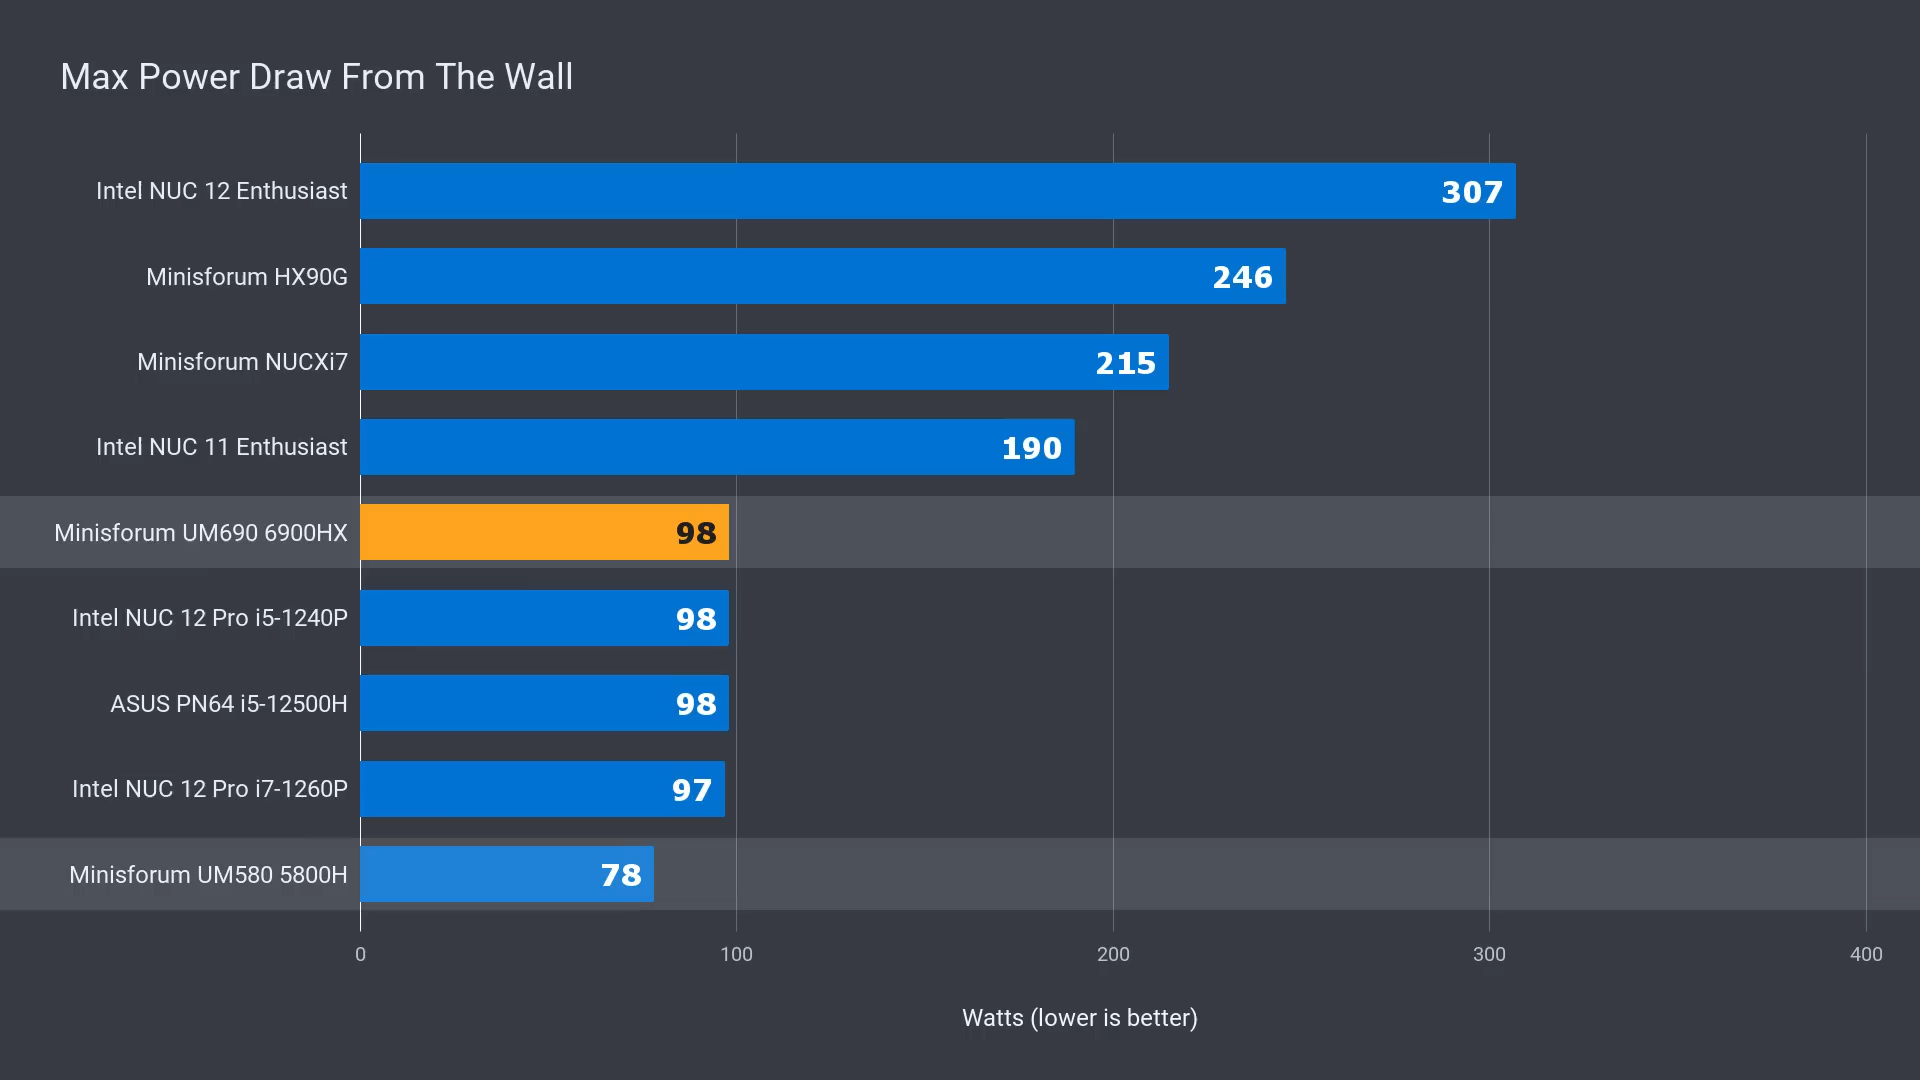 Max Power Draw From The Wall
Intel NUC 12 Enthusiast 307
Minisforum HX90G 246
Minisforum NUCXi7 215
Intel NUC 11 Enthusiast 190
Minisforum UM690 6900HX 98
Intel NUC 12 Pro i5-1240P 98
ASUS PN64 i5-12500H 98
Intel NUC 12 Pro i7-1260P 97
Minisforum UM580 5800H 78
0 100 200 300 400
Watts (lower is better)